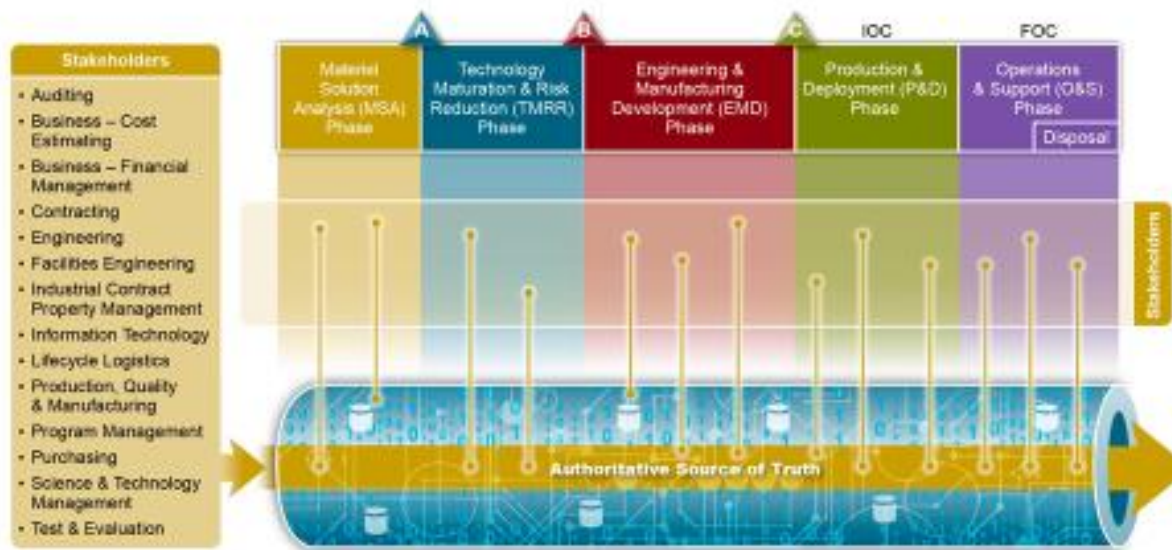 Stakeholders
• Auditing
• Business – Cost
Estimating
• Business – Financial
Management
• Contracting
• Engineering
• Facilities Engineering
• Industrial Contract
Property Management
• Information Technology
• Lifecycle Logistics
• Production, Quality
& Manufacturing
• Program Management
• Purchasing
• Science & Technology
Management
• Test & Evaluation
A
B
C
IOC
FOC
Materiel
Solution
Analysis (MSA)
Phase
Technology
Maturation & Risk
Reduction (TMRR)
Phase
Engineering &
Manufacturing
Development (EMD)
Phase
Production &
Deployment (P&D)
Phase
Operations
& Support (O&S)
Phase
Disposal
Stakeholders
Authoritative Source of Truth